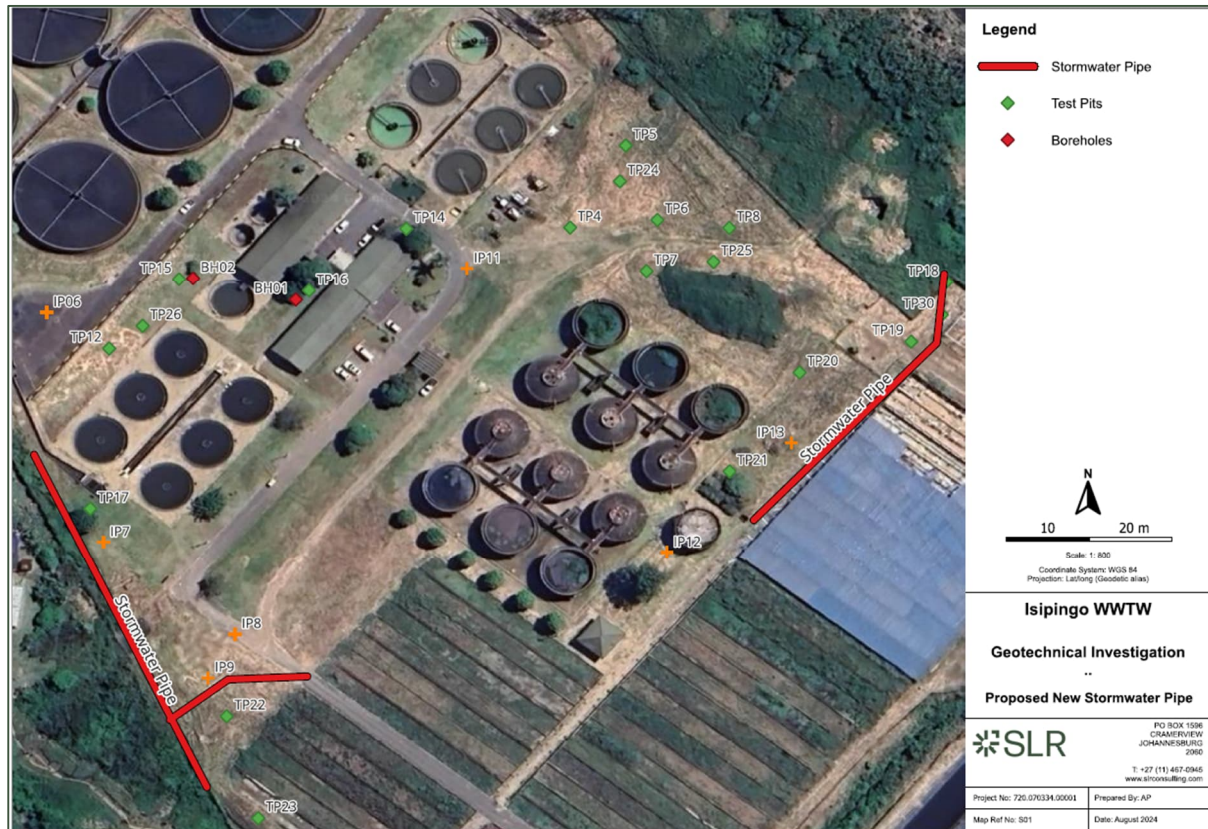 TP5
TP24
TP4
TP6
TP8
TP14
IP11
TP7
TP25
TP15
BH02
BH01
TP16
TP18
IP06
TP26
TP12
TP30
TP19
TP20
IP13
Stormwater Pipe
TP21
TP17
IP7
IP12
Stormwater Pipe
IP8
IP9
TP22
TP23
Legend
Stormwater Pipe
Test Pits
Boreholes
N
10 20 m
Scale: 1: 800
Coordinate System: WGS 84
Projection: Lat/long (Geodetic alias)
Isipingo WWTW
Geotechnical Investigation
--
Proposed New Stormwater Pipe
SLR
PO BOX 1596
CRAMERVIEW
JOHANNESBURG
2060
T: +27 (11) 467-0945
www.slrconsulting.com
Project No: 720.070334.00001
Prepared By: AP
Map Ref No: S01
Date: August 2024